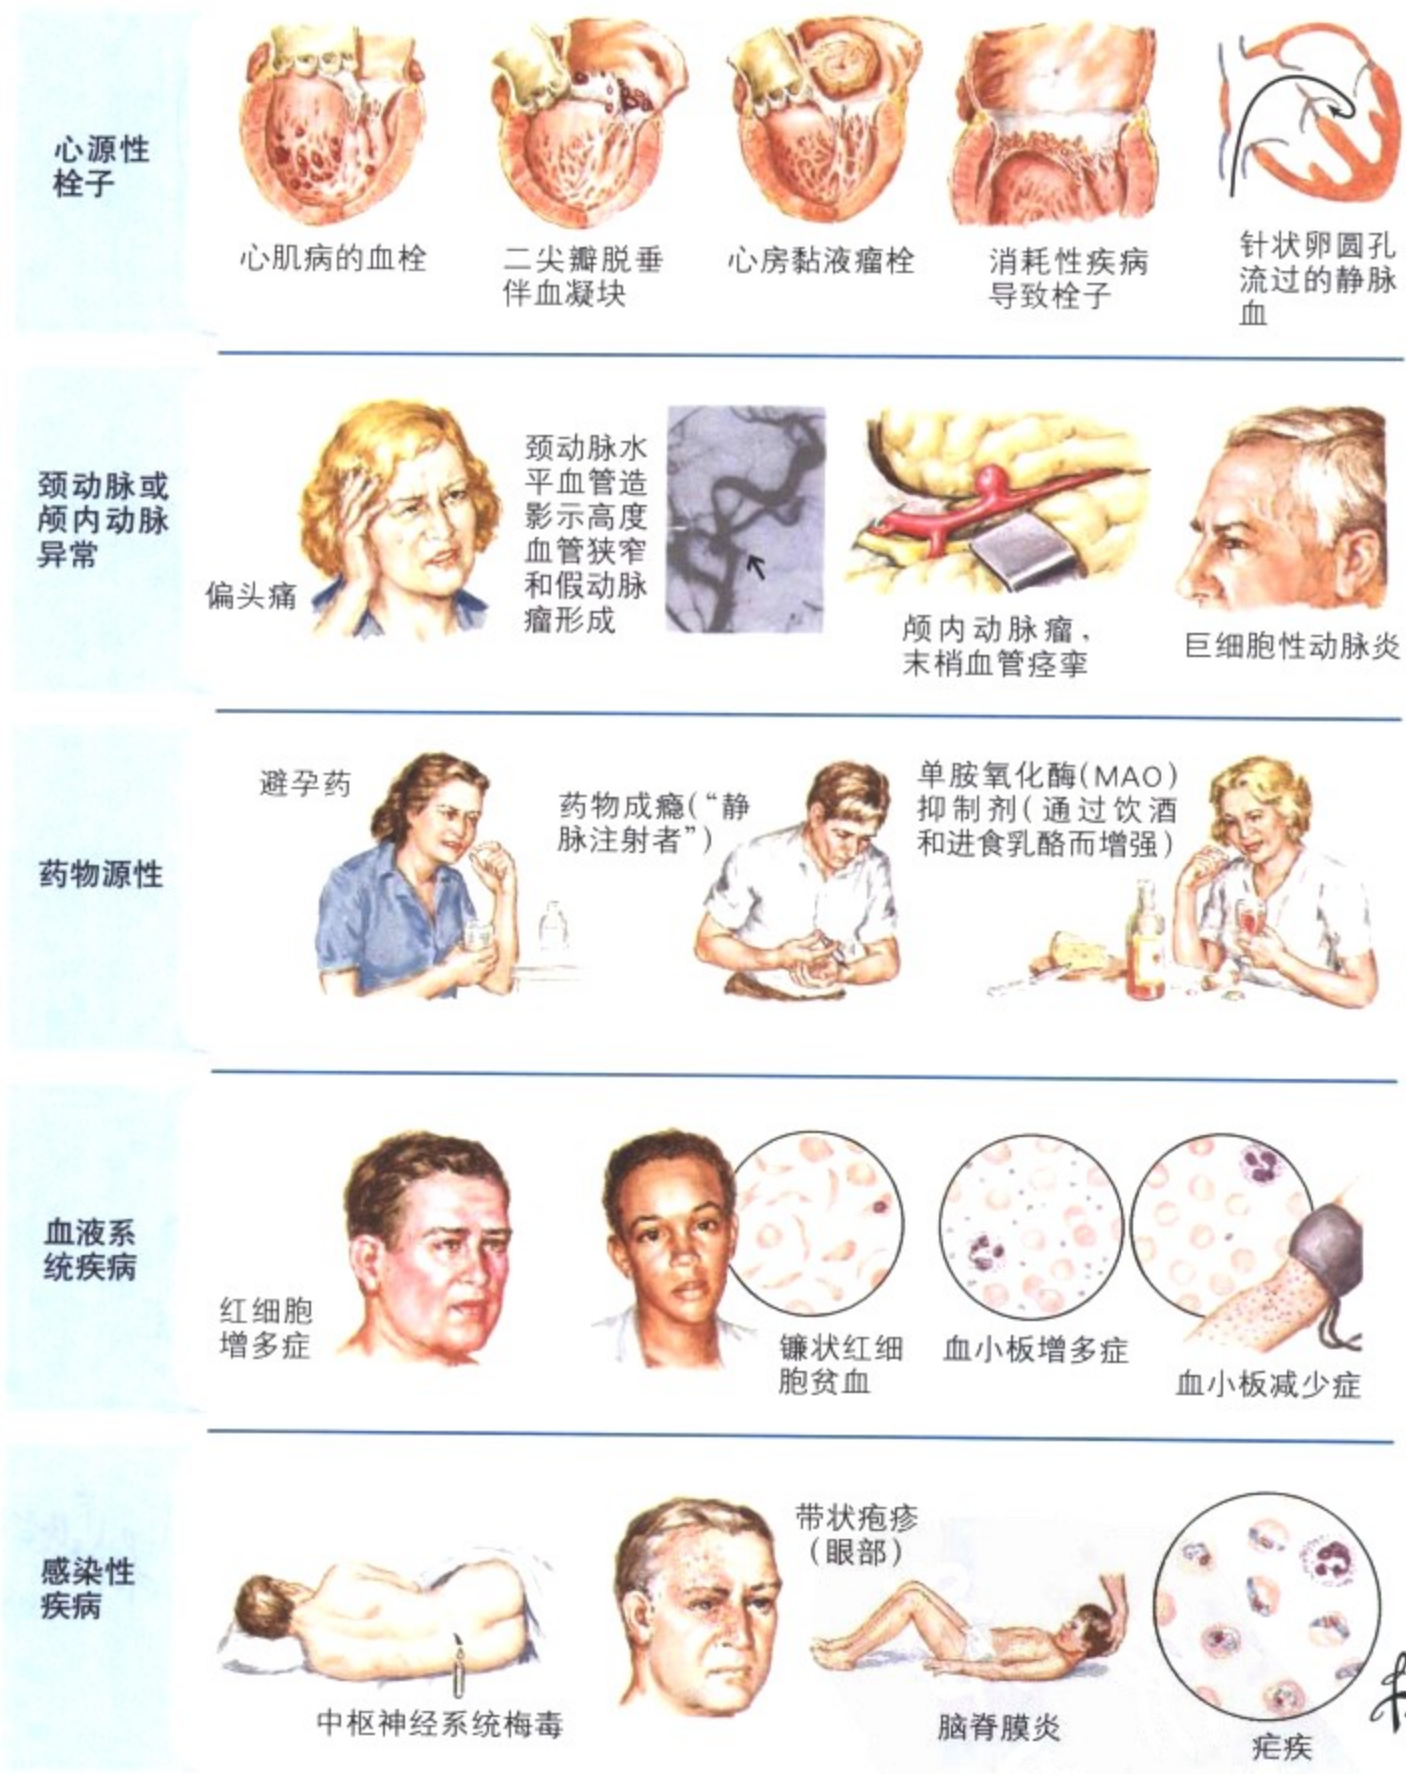 心源性
栓子
心肌病的血栓
二尖瓣脱垂
伴血凝块
心房黏液瘤栓
消耗性疾病
导致栓子
针状卵圆孔
流过的静脉
血
颈动脉或
颅内动脉
异常
偏头痛
颈动脉水
平血管造
影示高度
血管狭窄
和假动脉
瘤形成
颅内动脉瘤，
末梢血管痉挛
巨细胞性动脉炎
药物源性
避孕药
药物成瘾(“静
脉注射者”)
单胺氧化酶(MAO)
抑制剂(通过饮酒
和进食乳酪而增强)
血液系
统疾病
红细胞
增多症
镰状红细
胞贫血
血小板增多症
血小板减少症
感染性
疾病
中枢神经系统梅毒
带状疱疹
(眼部)
脑脊膜炎
疟疾